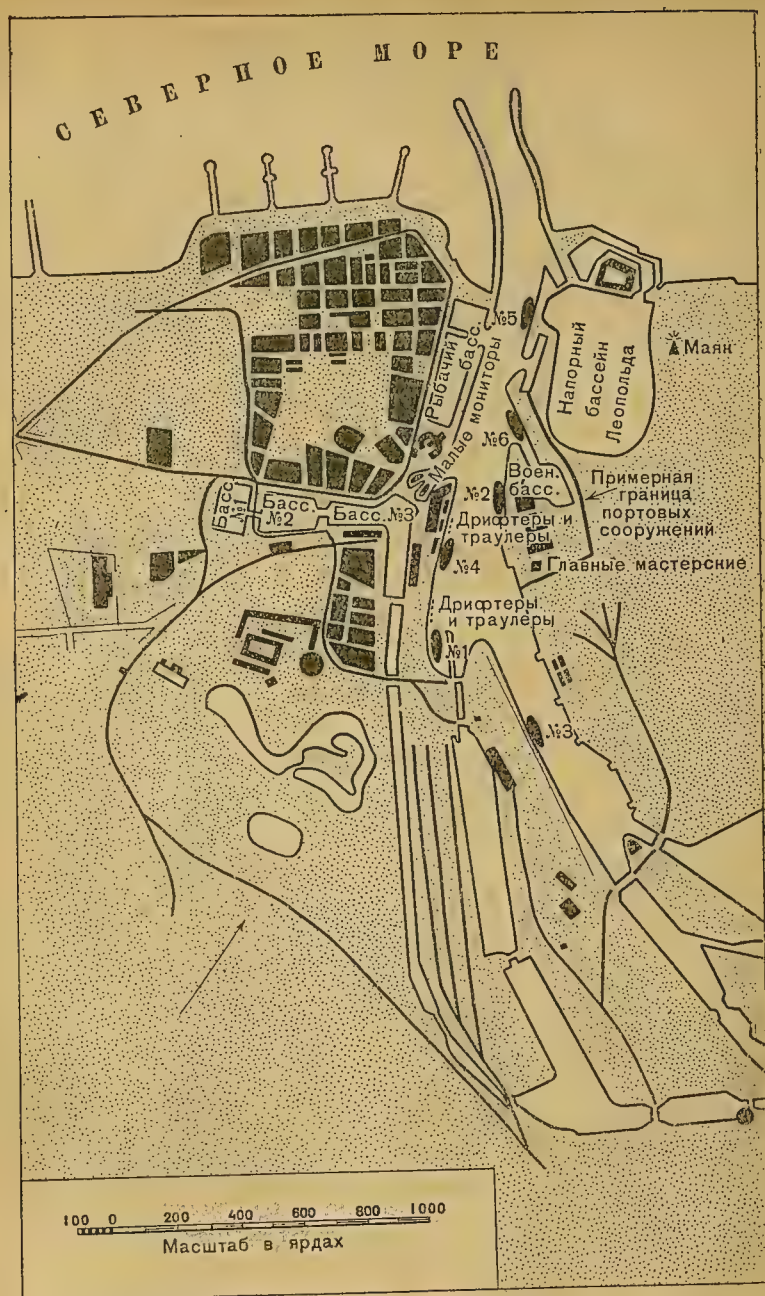 СЕВЕРНОЕ МОРЕ
№5
Рыбачий
басс.
Напорный
бассейн
Леопольда
Маяк
Малые мониторы
№6
Воен.
басс.
Примерная
граница
портовых
сооружений
Басс.
№1
Басс.
№2
Басс. №3
№2
Дрифтеры и
траулеры
№4
Главные мастерские
Дрифтеры
и траулеры
№1
№3
100 0 200 400 600 800 1000
Масштаб в ярдах